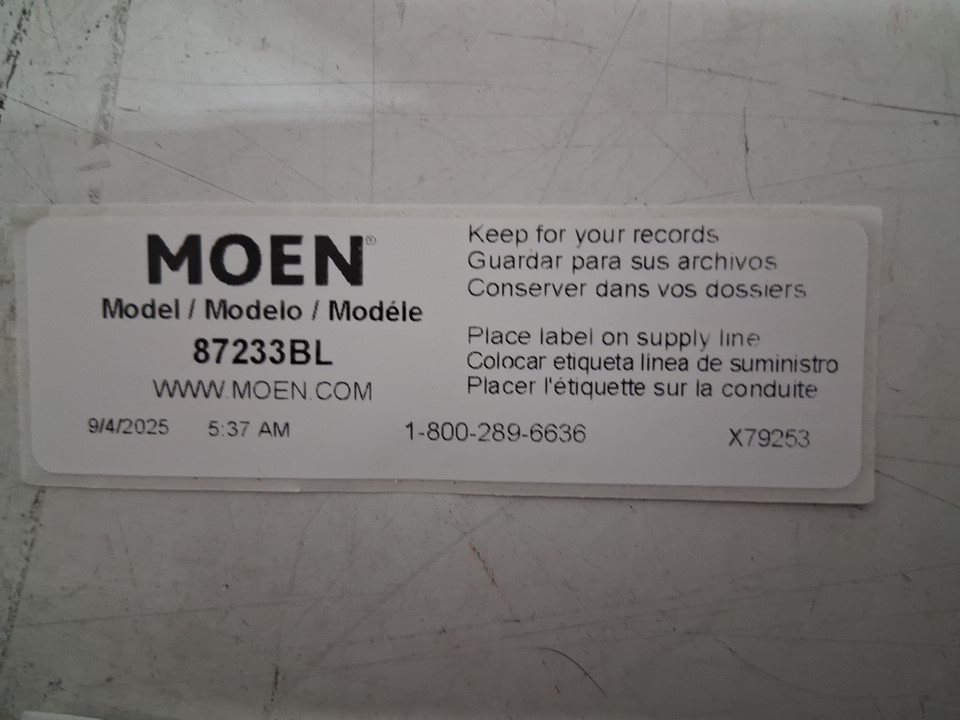 MOEN®
Model / Modelo / Modéle
87233BL
WWW.MOEN.COM
9/4/2025 5:37 AM
Keep for your records
Guardar para sus archivos
Conserver dans vos dossiers
Place label on supply line
Colocar etiqueta linea de suministro
Placer l'étiquette sur la conduite
1-800-289-6636
X79253